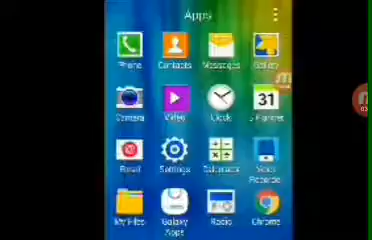 Apps
Phone Contacts Messages Gallery
Camera Video Clock S Planner
31
Email Settings Calculator Voice Recorder
My Files Galaxy Apps Radio Chrome